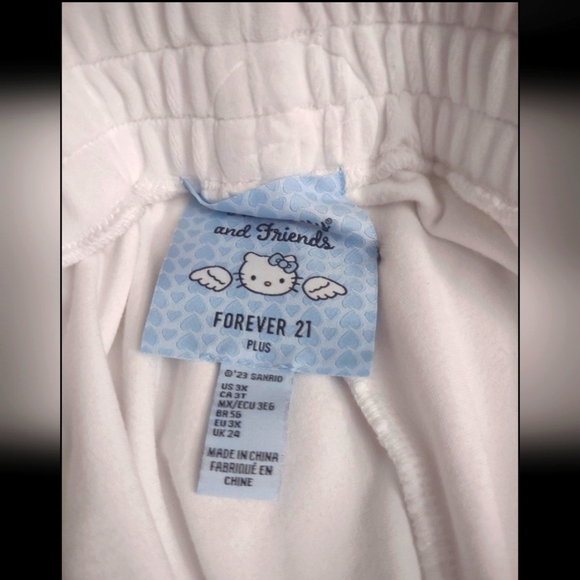 and Friends
FOREVER 21
PLUS
©'23 SANRIO
US 3X
CA 3T
MX/ECU 3EG
BR 56
EU 3X
UK 24
MADE IN CHINA
FABRIQUÉ EN
CHINE